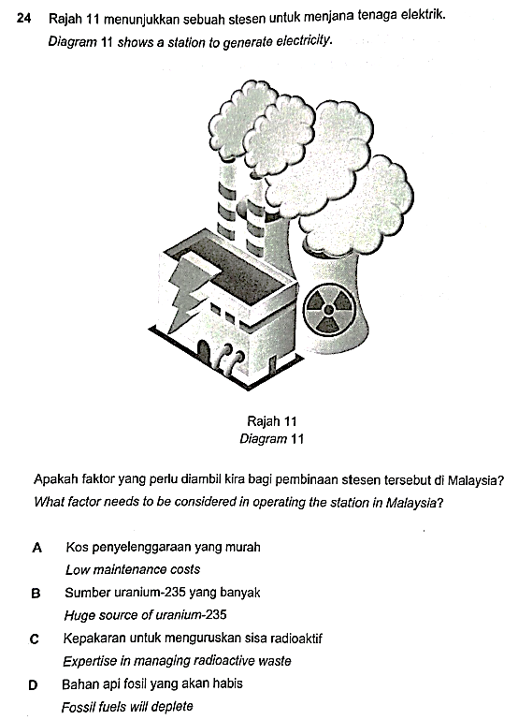 24 Rajah 11 menunjukkan sebuah stesen untuk menjana tenaga elektrik.
Diagram 11 shows a station to generate electricity.
Rajah 11
Diagram 11
Apakah faktor yang perlu diambil kira bagi pembinaan stesen tersebut di Malaysia?
What factor needs to be considered in operating the station in Malaysia?
A Kos penyelenggaraan yang murah
Low maintenance costs
B Sumber uranium-235 yang banyak
Huge source of uranium-235
C Kepakaran untuk menguruskan sisa radioaktif
Expertise in managing radioactive waste
D Bahan api fosil yang akan habis
Fossil fuels will deplete